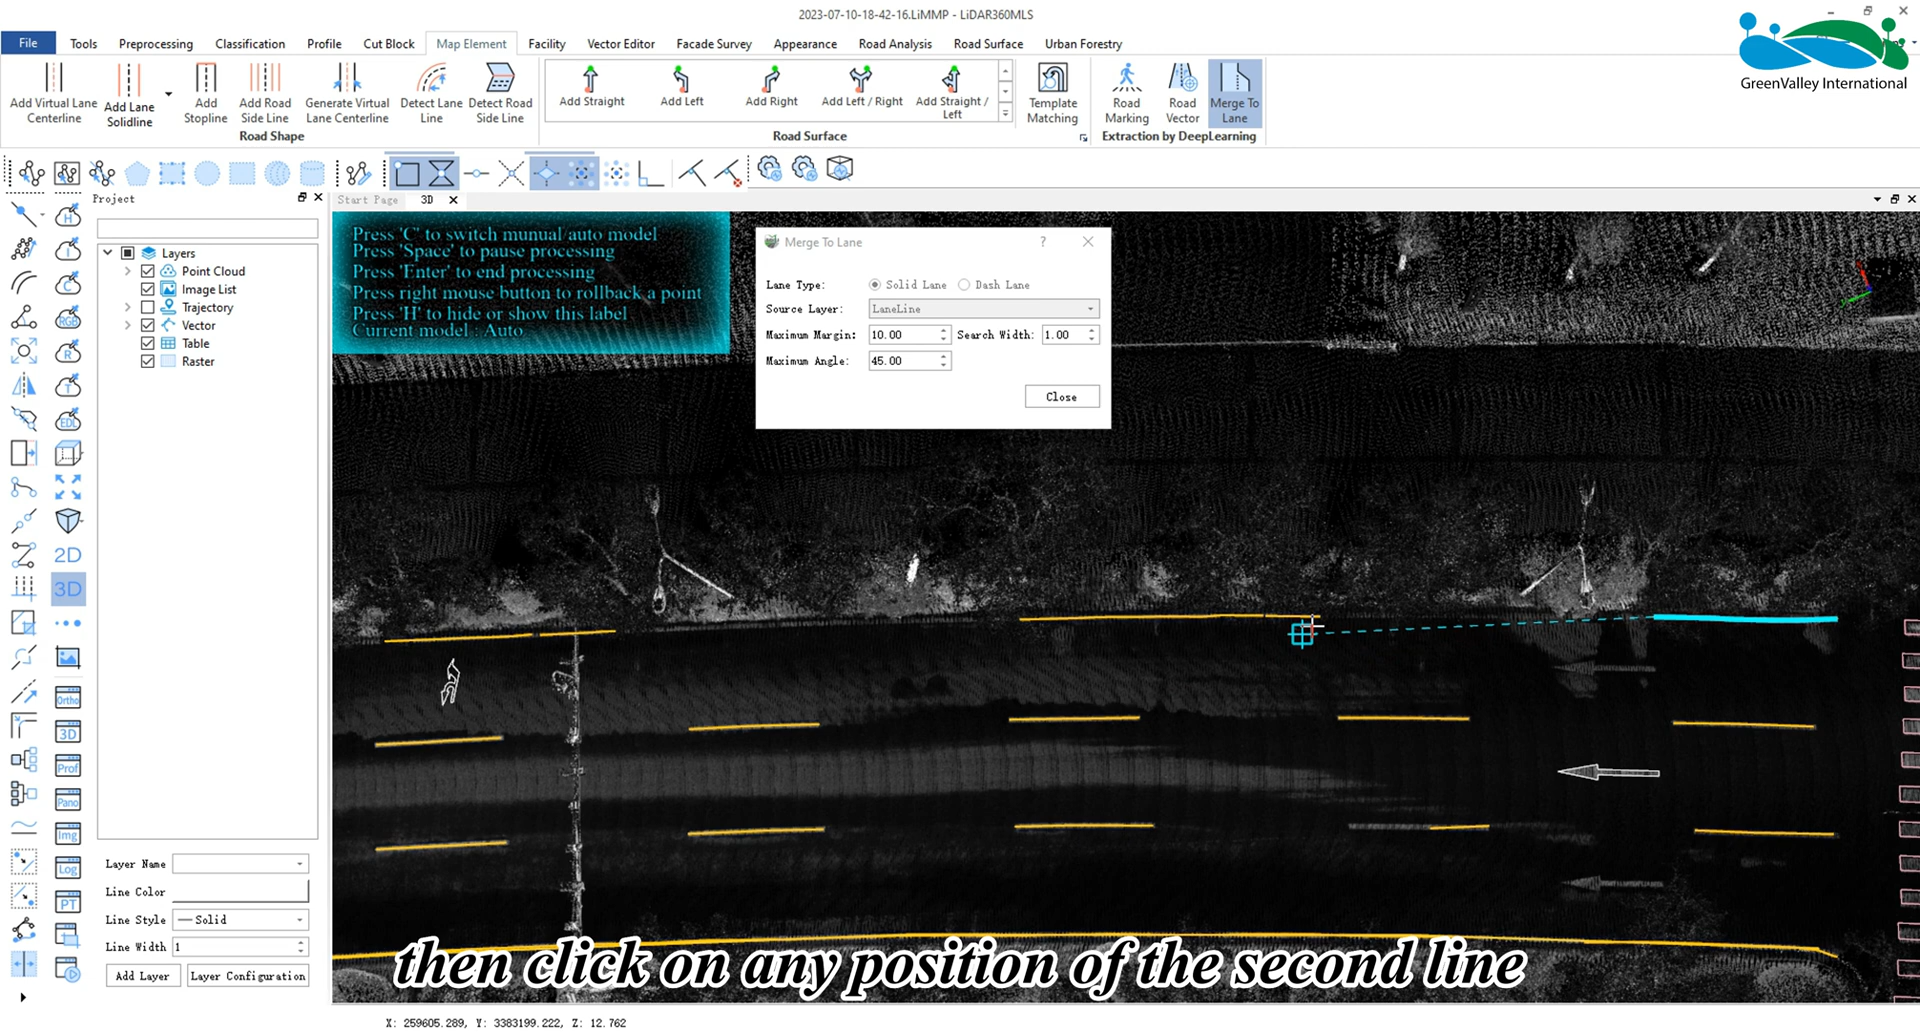 2023-07-10-18-42-16.LiMMP - LiDAR360MLS
GreenValley International
File Tools Preprocessing Classification Profile Cut Block Map Element Facility Vector Editor Facade Survey Appearance Road Analysis Road Surface Urban Forestry
Add Virtual Lane Centerline
Add Lane Solidline
Add Stopline
Add Road Side Line
Generate Virtual Lane Centerline
Detect Lane Line
Detect Road Side Line
Road Shape
Add Straight
Add Left
Add Right
Add Left / Right
Add Straight / Left
Template Matching
Road Surface
Road Marking
Road Vector
Merge To Lane
Extraction by DeepLearning
Project
Start Page 3D
Layers
Point Cloud
Image List
Trajectory
Vector
Table
Raster
H
I
C
RGB
R
T
EDL
2D
3D
Ortho
3D
Prof
Pano
Img
Log
PT
Press 'C' to switch munual/auto model
Press 'Space' to pause processing
Press 'Enter' to end processing
Press right mouse button to rollback a point
Press 'H' to hide or show this label
Current model : Auto
Merge To Lane ?
Lane Type: Solid Lane Dash Lane
Source Layer: LaneLine
Maximum Margin: 10.00 Search Width: 1.00
Maximum Angle: 45.00
Close
Layer Name
Line Color
Line Style Solid
Line Width 1
Add Layer Layer Configuration
then click on any position of the second line
X: 259605.289, Y: 3383199.222, Z: 12.762